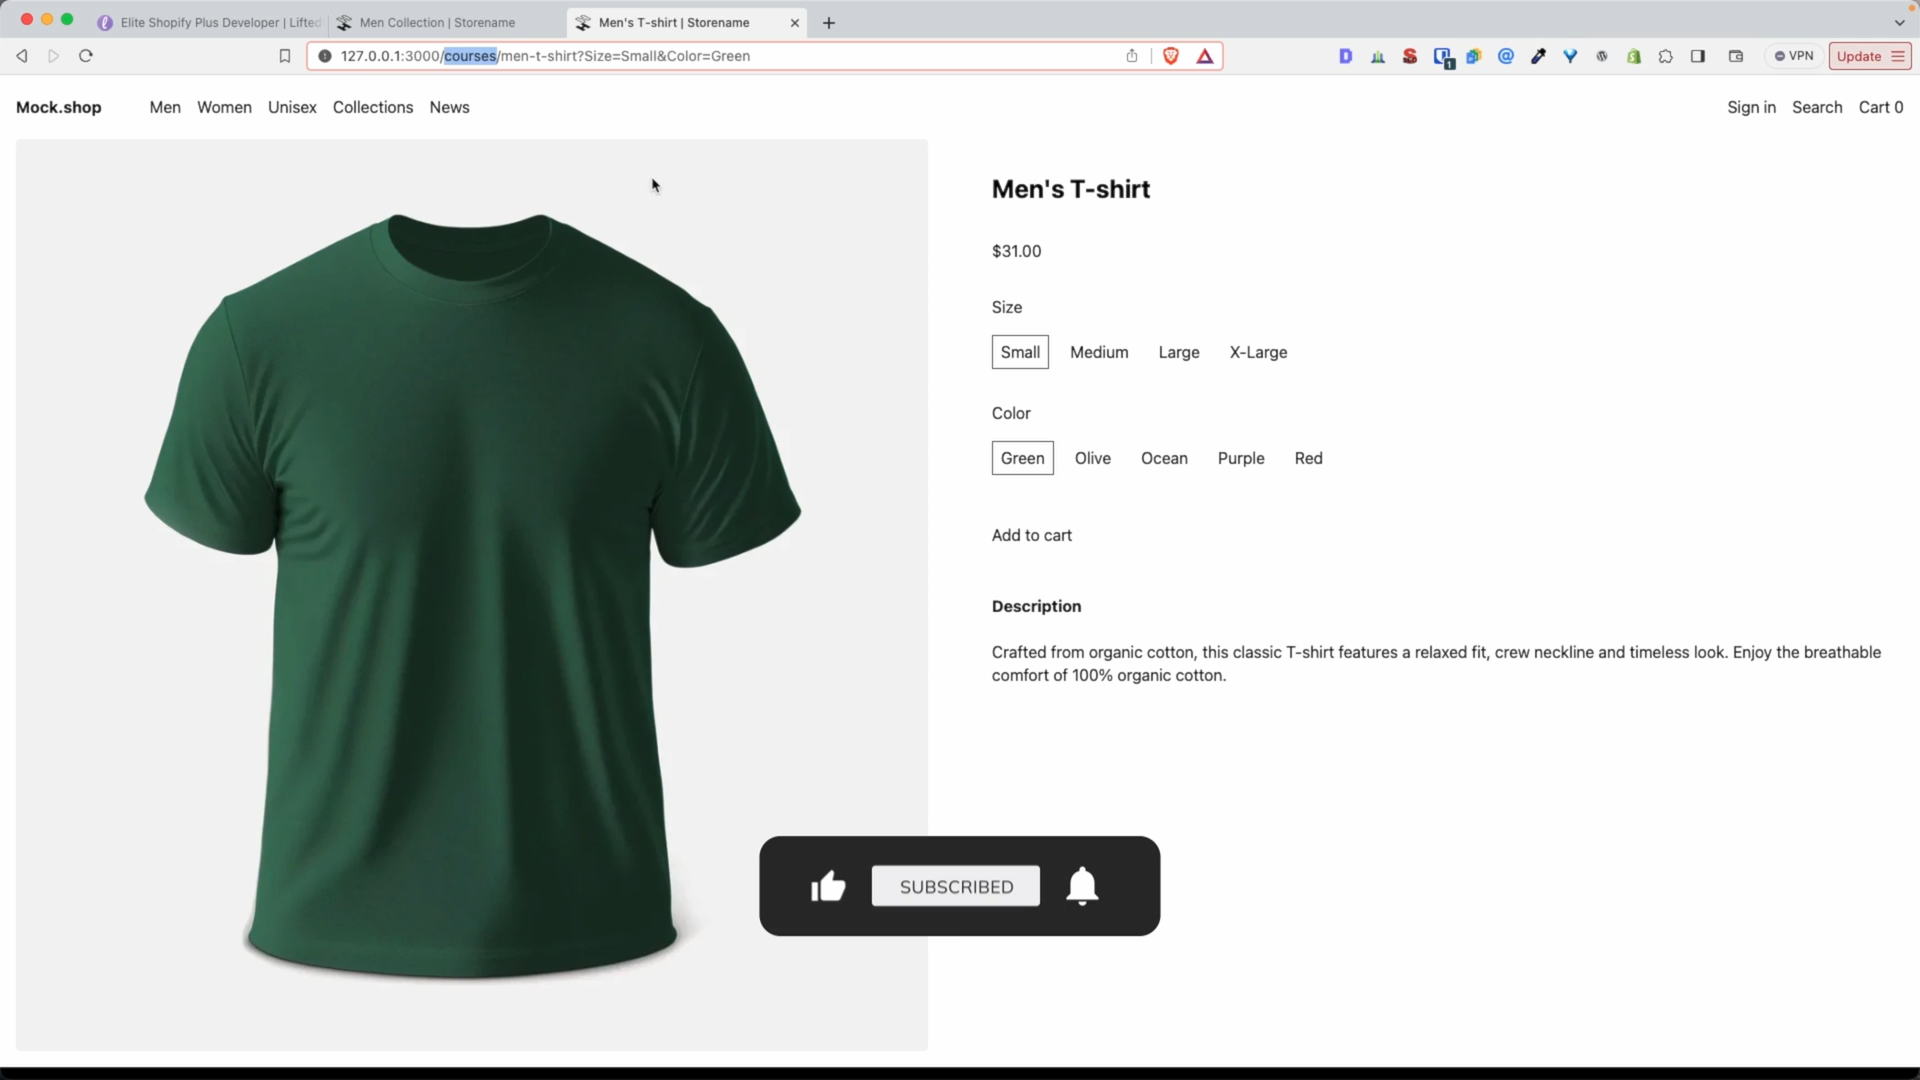 Elite Shopify Plus Developer | Lifted
Men Collection | Storename
Men's T-shirt | Storename
127.0.0.1:3000/courses/men-t-shirt?Size=Small&Color=Green
1
VPN
Update
Mock.shop
Men
Women
Unisex
Collections
News
Sign in
Search
Cart 0
Men's T-shirt
$31.00
Size
Small
Medium
Large
X-Large
Color
Green
Olive
Ocean
Purple
Red
Add to cart
Description
Crafted from organic cotton, this classic T-shirt features a relaxed fit, crew neckline and timeless look. Enjoy the breathable
comfort of 100% organic cotton.
SUBSCRIBED